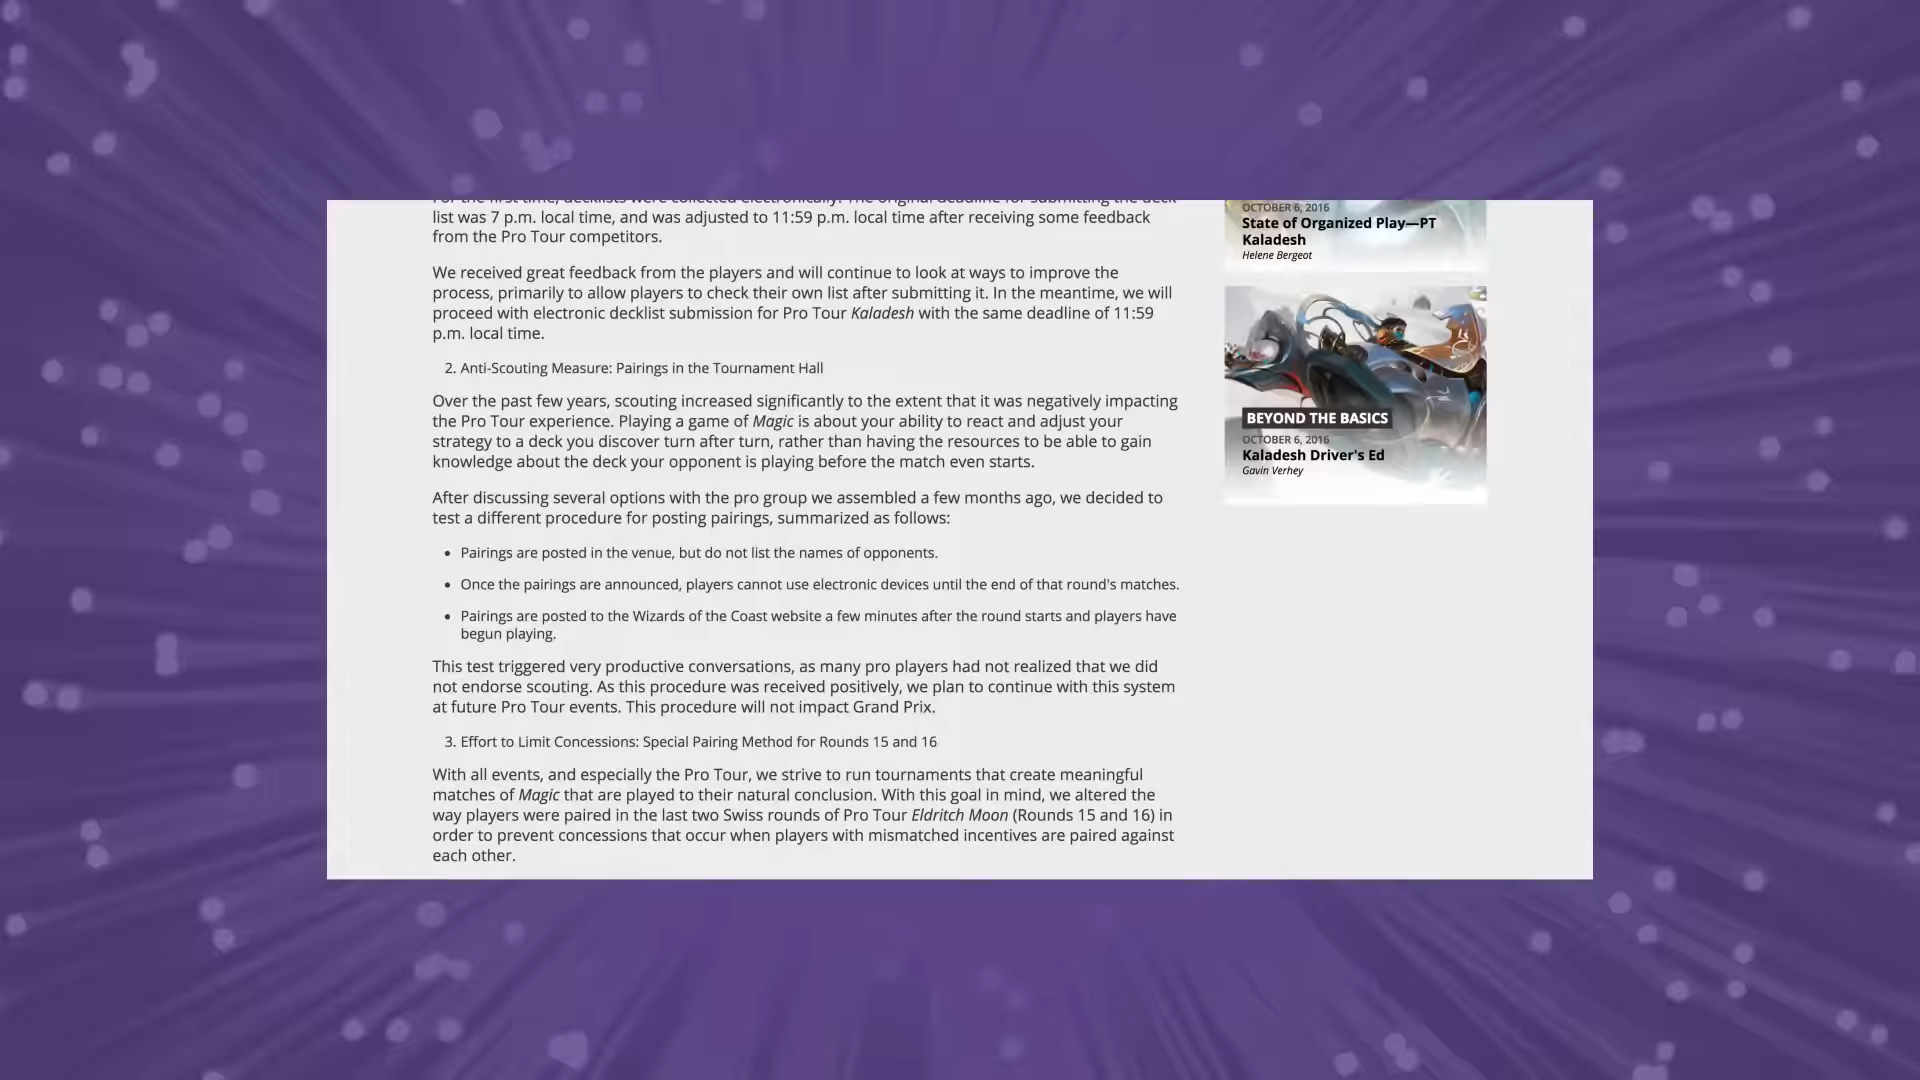 For the first time, decklists were collected electronically. The original deadline for submitting the deck
list was 7 p.m. local time, and was adjusted to 11:59 p.m. local time after receiving some feedback
from the Pro Tour competitors.
We received great feedback from the players and will continue to look at ways to improve the
process, primarily to allow players to check their own list after submitting it. In the meantime, we will
proceed with electronic decklist submission for Pro Tour Kaladesh with the same deadline of 11:59
p.m. local time.
2. Anti-Scouting Measure: Pairings in the Tournament Hall
Over the past few years, scouting increased significantly to the extent that it was negatively impacting
the Pro Tour experience. Playing a game of Magic is about your ability to react and adjust your
strategy to a deck you discover turn after turn, rather than having the resources to be able to gain
knowledge about the deck your opponent is playing before the match even starts.
After discussing several options with the pro group we assembled a few months ago, we decided to
test a different procedure for posting pairings, summarized as follows:
• Pairings are posted in the venue, but do not list the names of opponents.
• Once the pairings are announced, players cannot use electronic devices until the end of that round's matches.
• Pairings are posted to the Wizards of the Coast website a few minutes after the round starts and players have
begun playing.
This test triggered very productive conversations, as many pro players had not realized that we did
not endorse scouting. As this procedure was received positively, we plan to continue with this system
at future Pro Tour events. This procedure will not impact Grand Prix.
3. Effort to Limit Concessions: Special Pairing Method for Rounds 15 and 16
With all events, and especially the Pro Tour, we strive to run tournaments that create meaningful
matches of Magic that are played to their natural conclusion. With this goal in mind, we altered the
way players were paired in the last two Swiss rounds of Pro Tour Eldritch Moon (Rounds 15 and 16) in
order to prevent concessions that occur when players with mismatched incentives are paired against
each other.
OCTOBER 6, 2016
State of Organized Play—PT
Kaladesh
Helene Bergeot
BEYOND THE BASICS
OCTOBER 6, 2016
Kaladesh Driver's Ed
Gavin Verhey